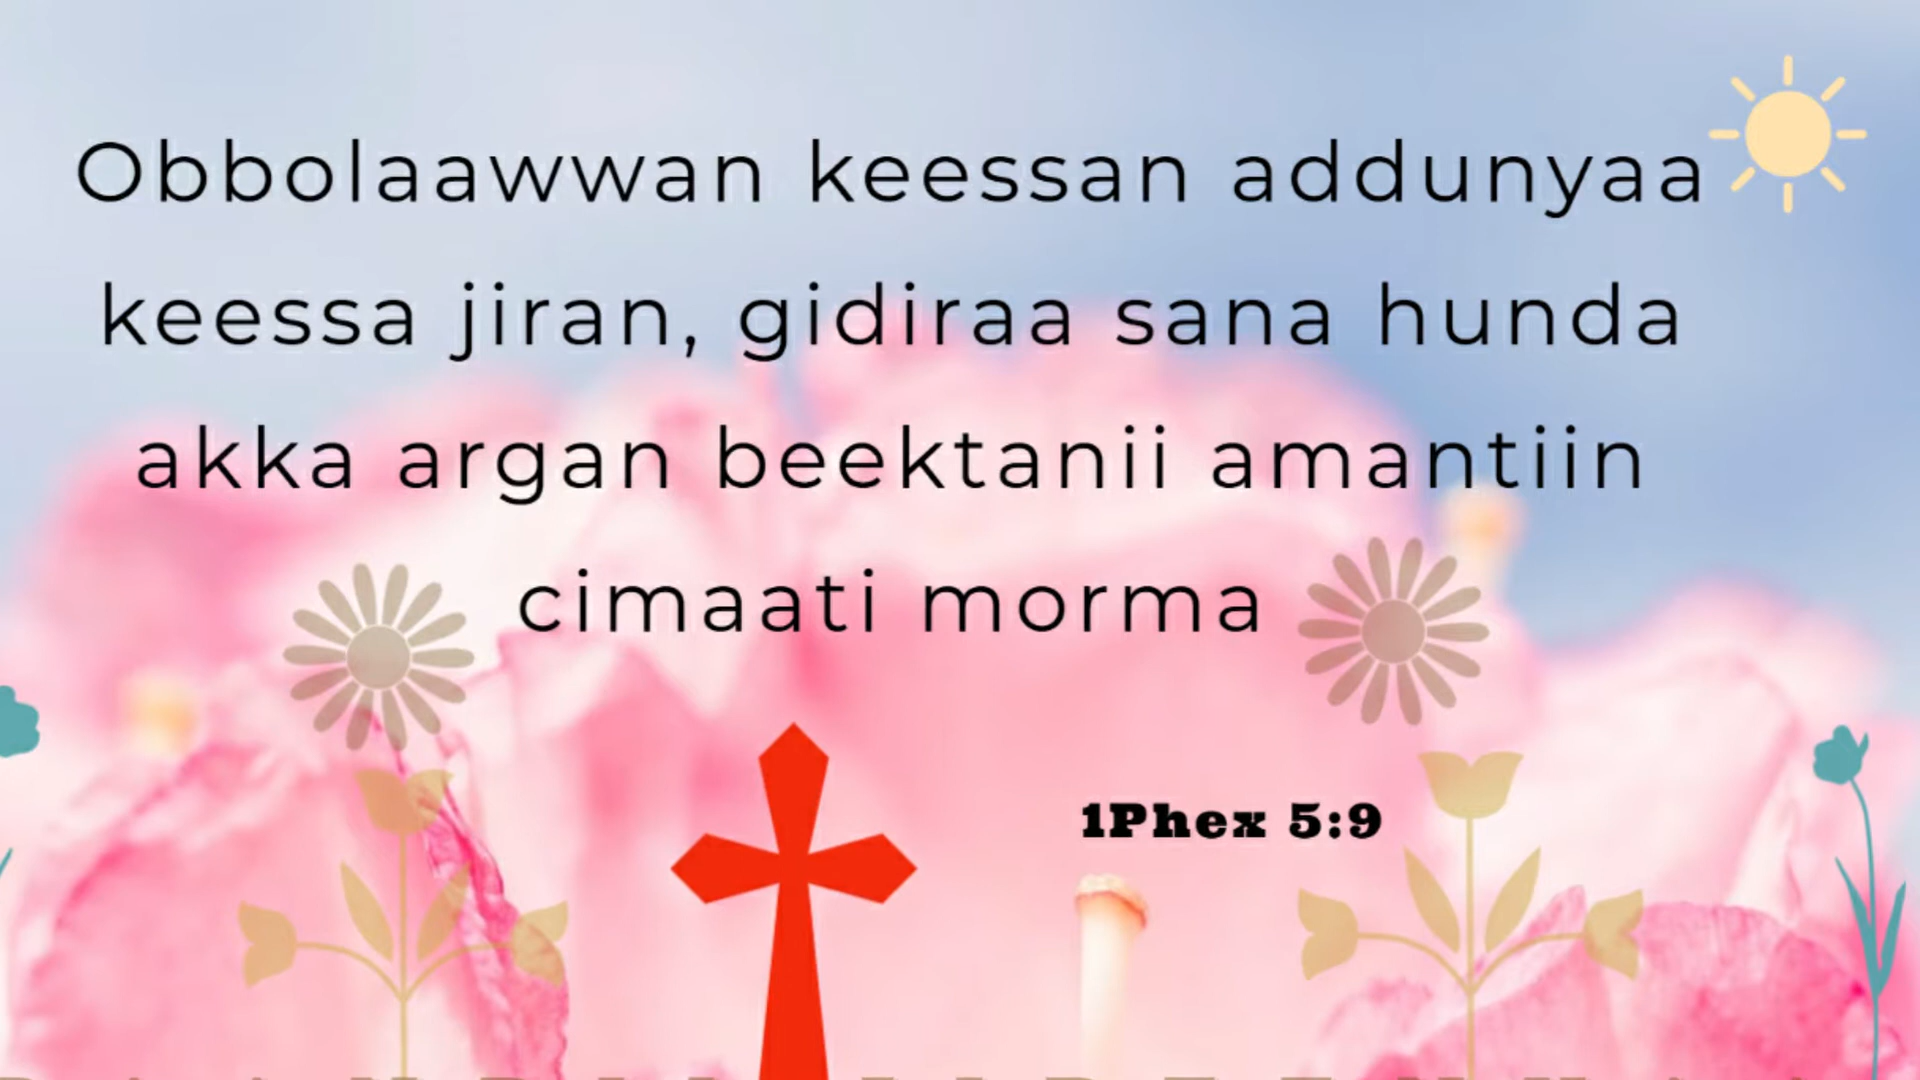 Obbolaawwan keessan addunyaa
keessa jiran, gidiraa sana hunda
akka argan beektanii amantiin
cimaati morma
1Phex 5:9